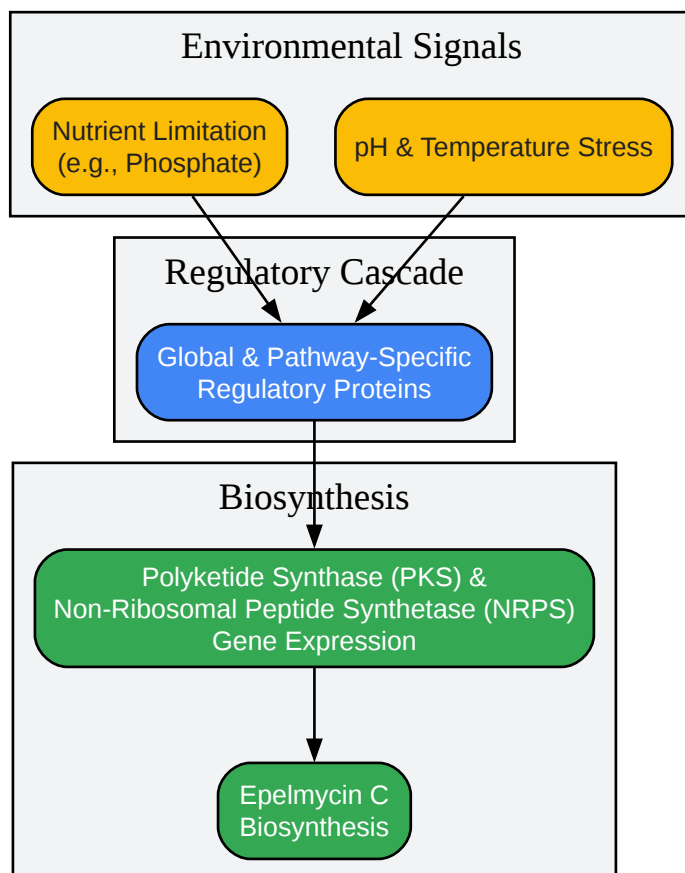 Environmental Signals
Nutrient Limitation
(e.g., Phosphate)
pH & Temperature Stress
Regulatory Cascade
Global & Pathway-Specific
Regulatory Proteins
Biosynthesis
Polyketide Synthase (PKS) &
Non-Ribosomal Peptide Synthetase (NRPS)
Gene Expression
Epelmycin C
Biosynthesis